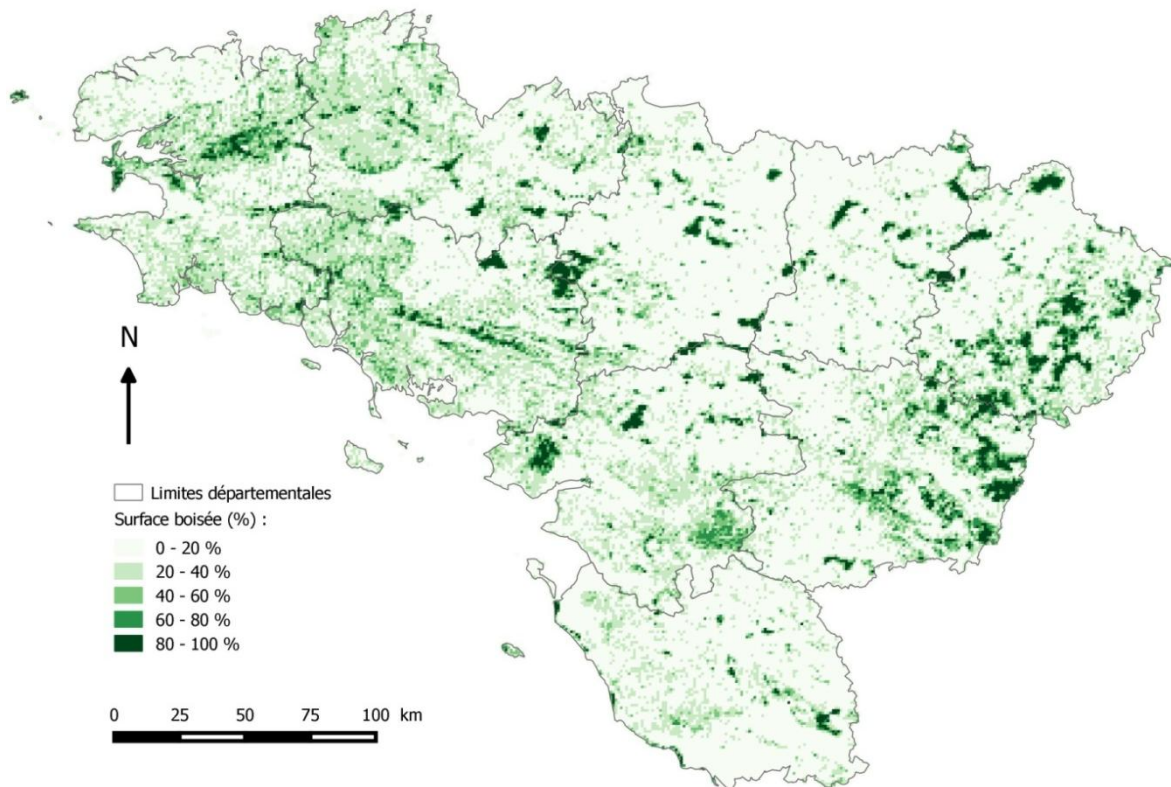 N
Limites départementales
Surface boisée (%) :
0 - 20 %
20 - 40 %
40 - 60 %
60 - 80 %
80 - 100 %
0 25 50 75 100 km